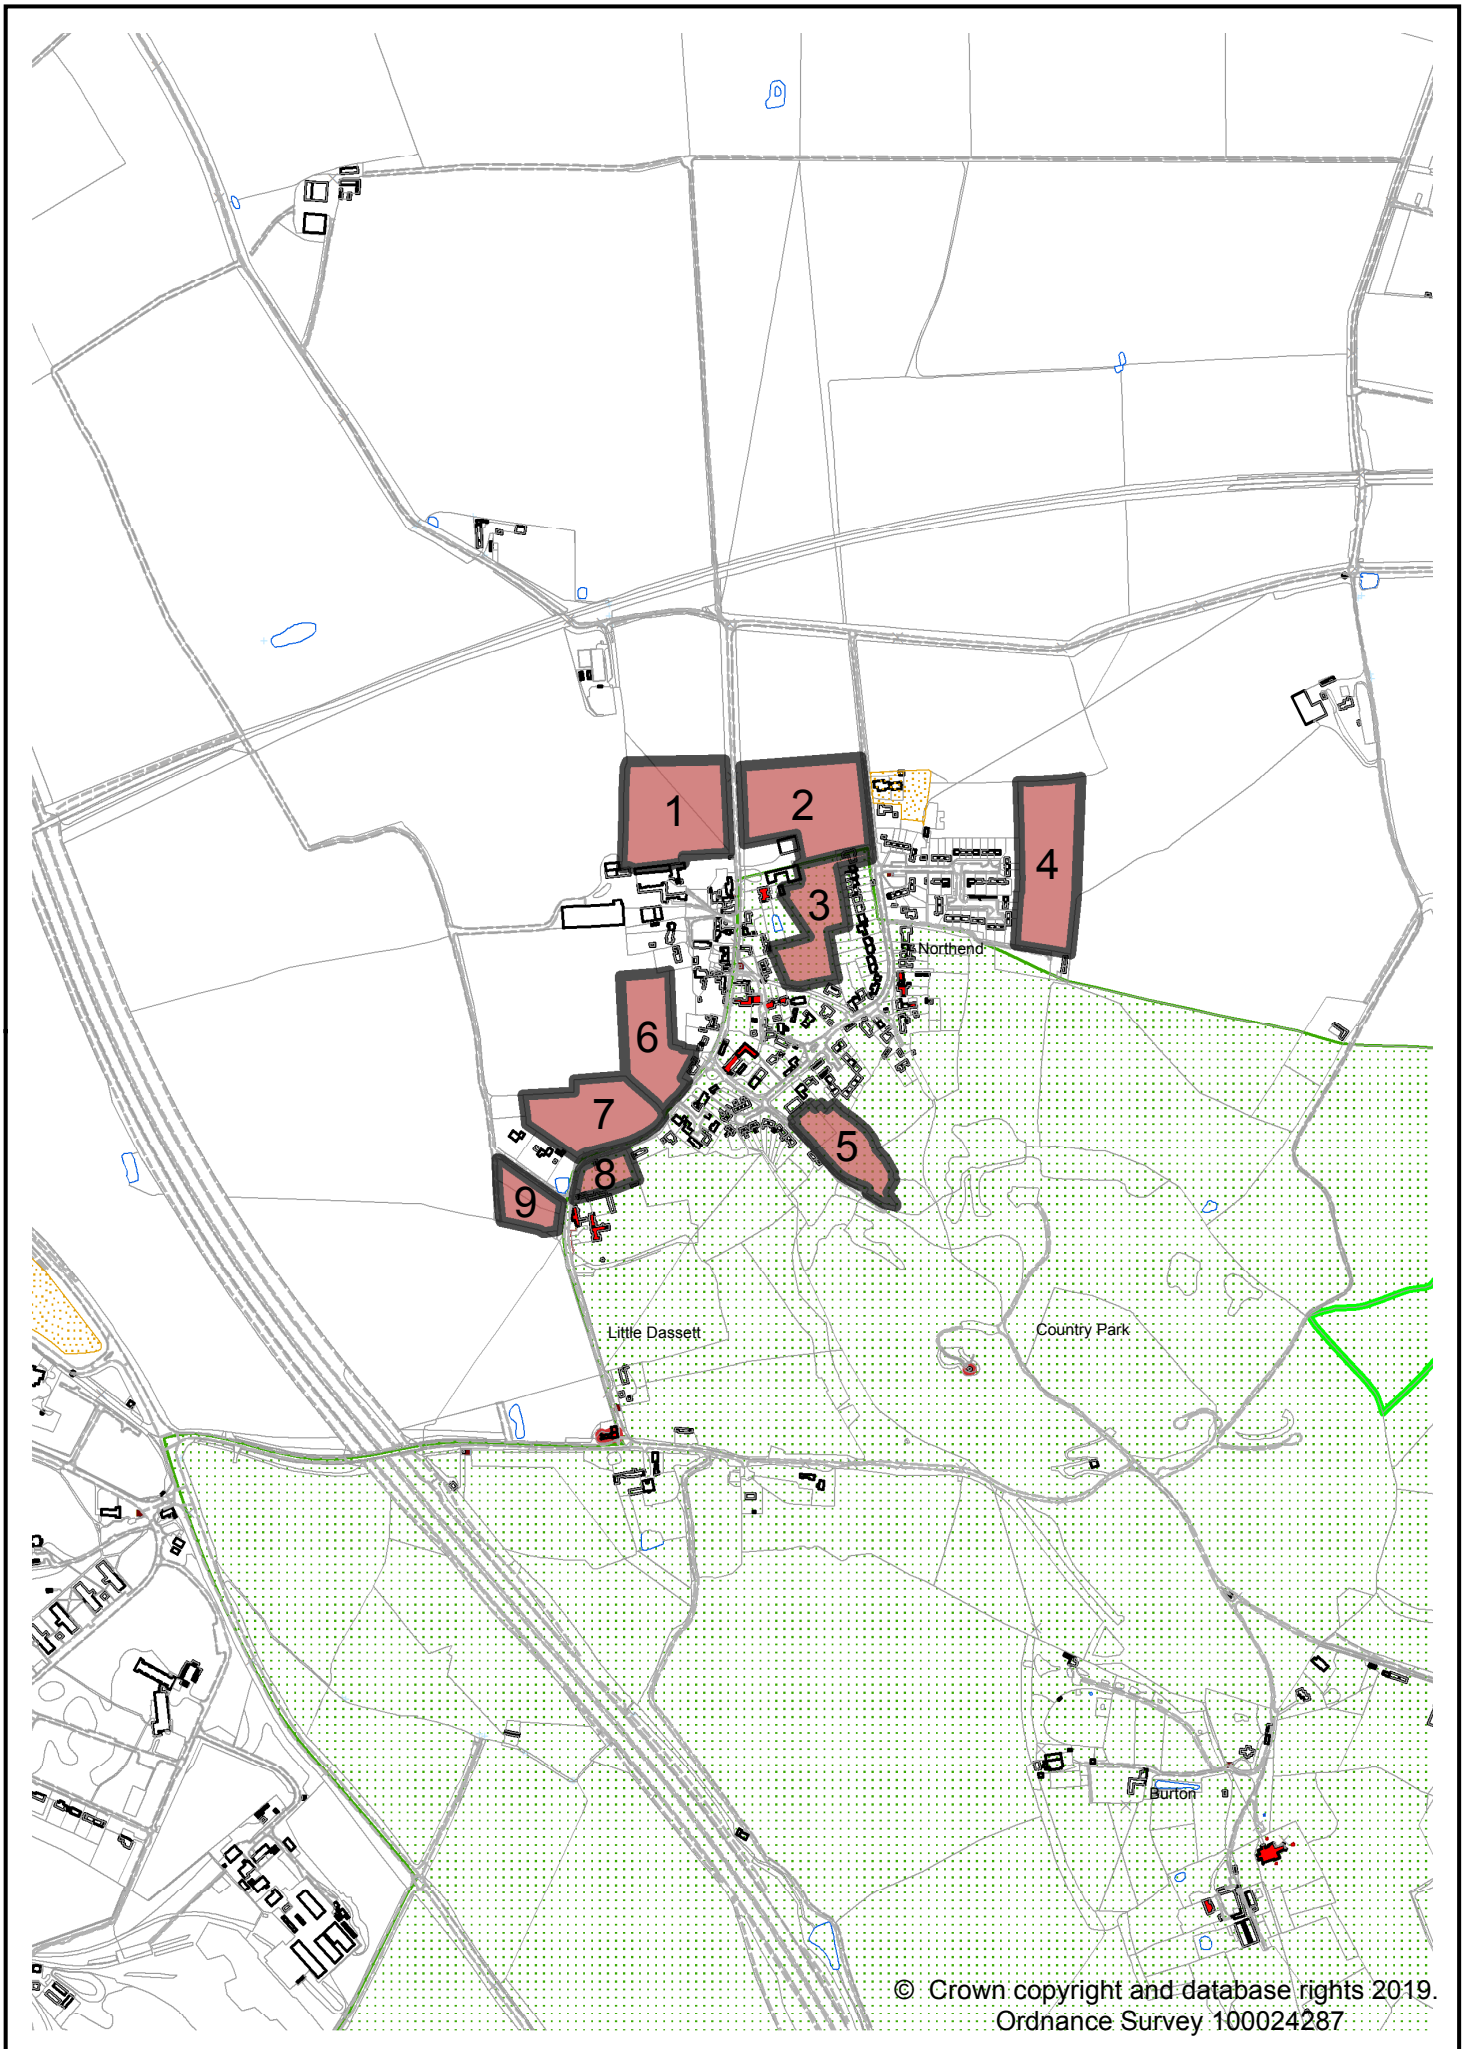 1
2
3
4
Northend
6
7
5
8
9
Little Dassett
Country Park
Burton
© Crown copyright and database rights 2019.
Ordnance Survey 100024287